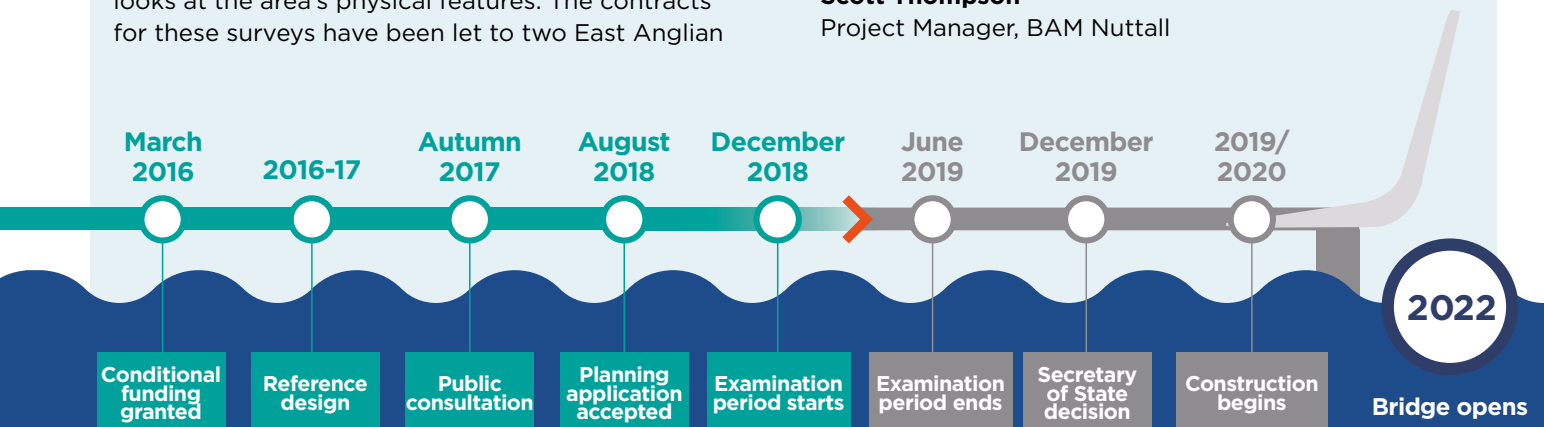 looks at the area's physical features. The contracts
for these surveys have been let to two East Anglian
Scott Thompson
Project Manager, BAM Nuttall
March
2016
2016-17
Autumn
2017
August
2018
December
2018
June
2019
December
2019
2019/
2020
Conditional
funding
granted
Reference
design
Public
consultation
Planning
application
accepted
Examination
period starts
Examination
period ends
Secretary
of State
decision
Construction
begins
2022
Bridge opens